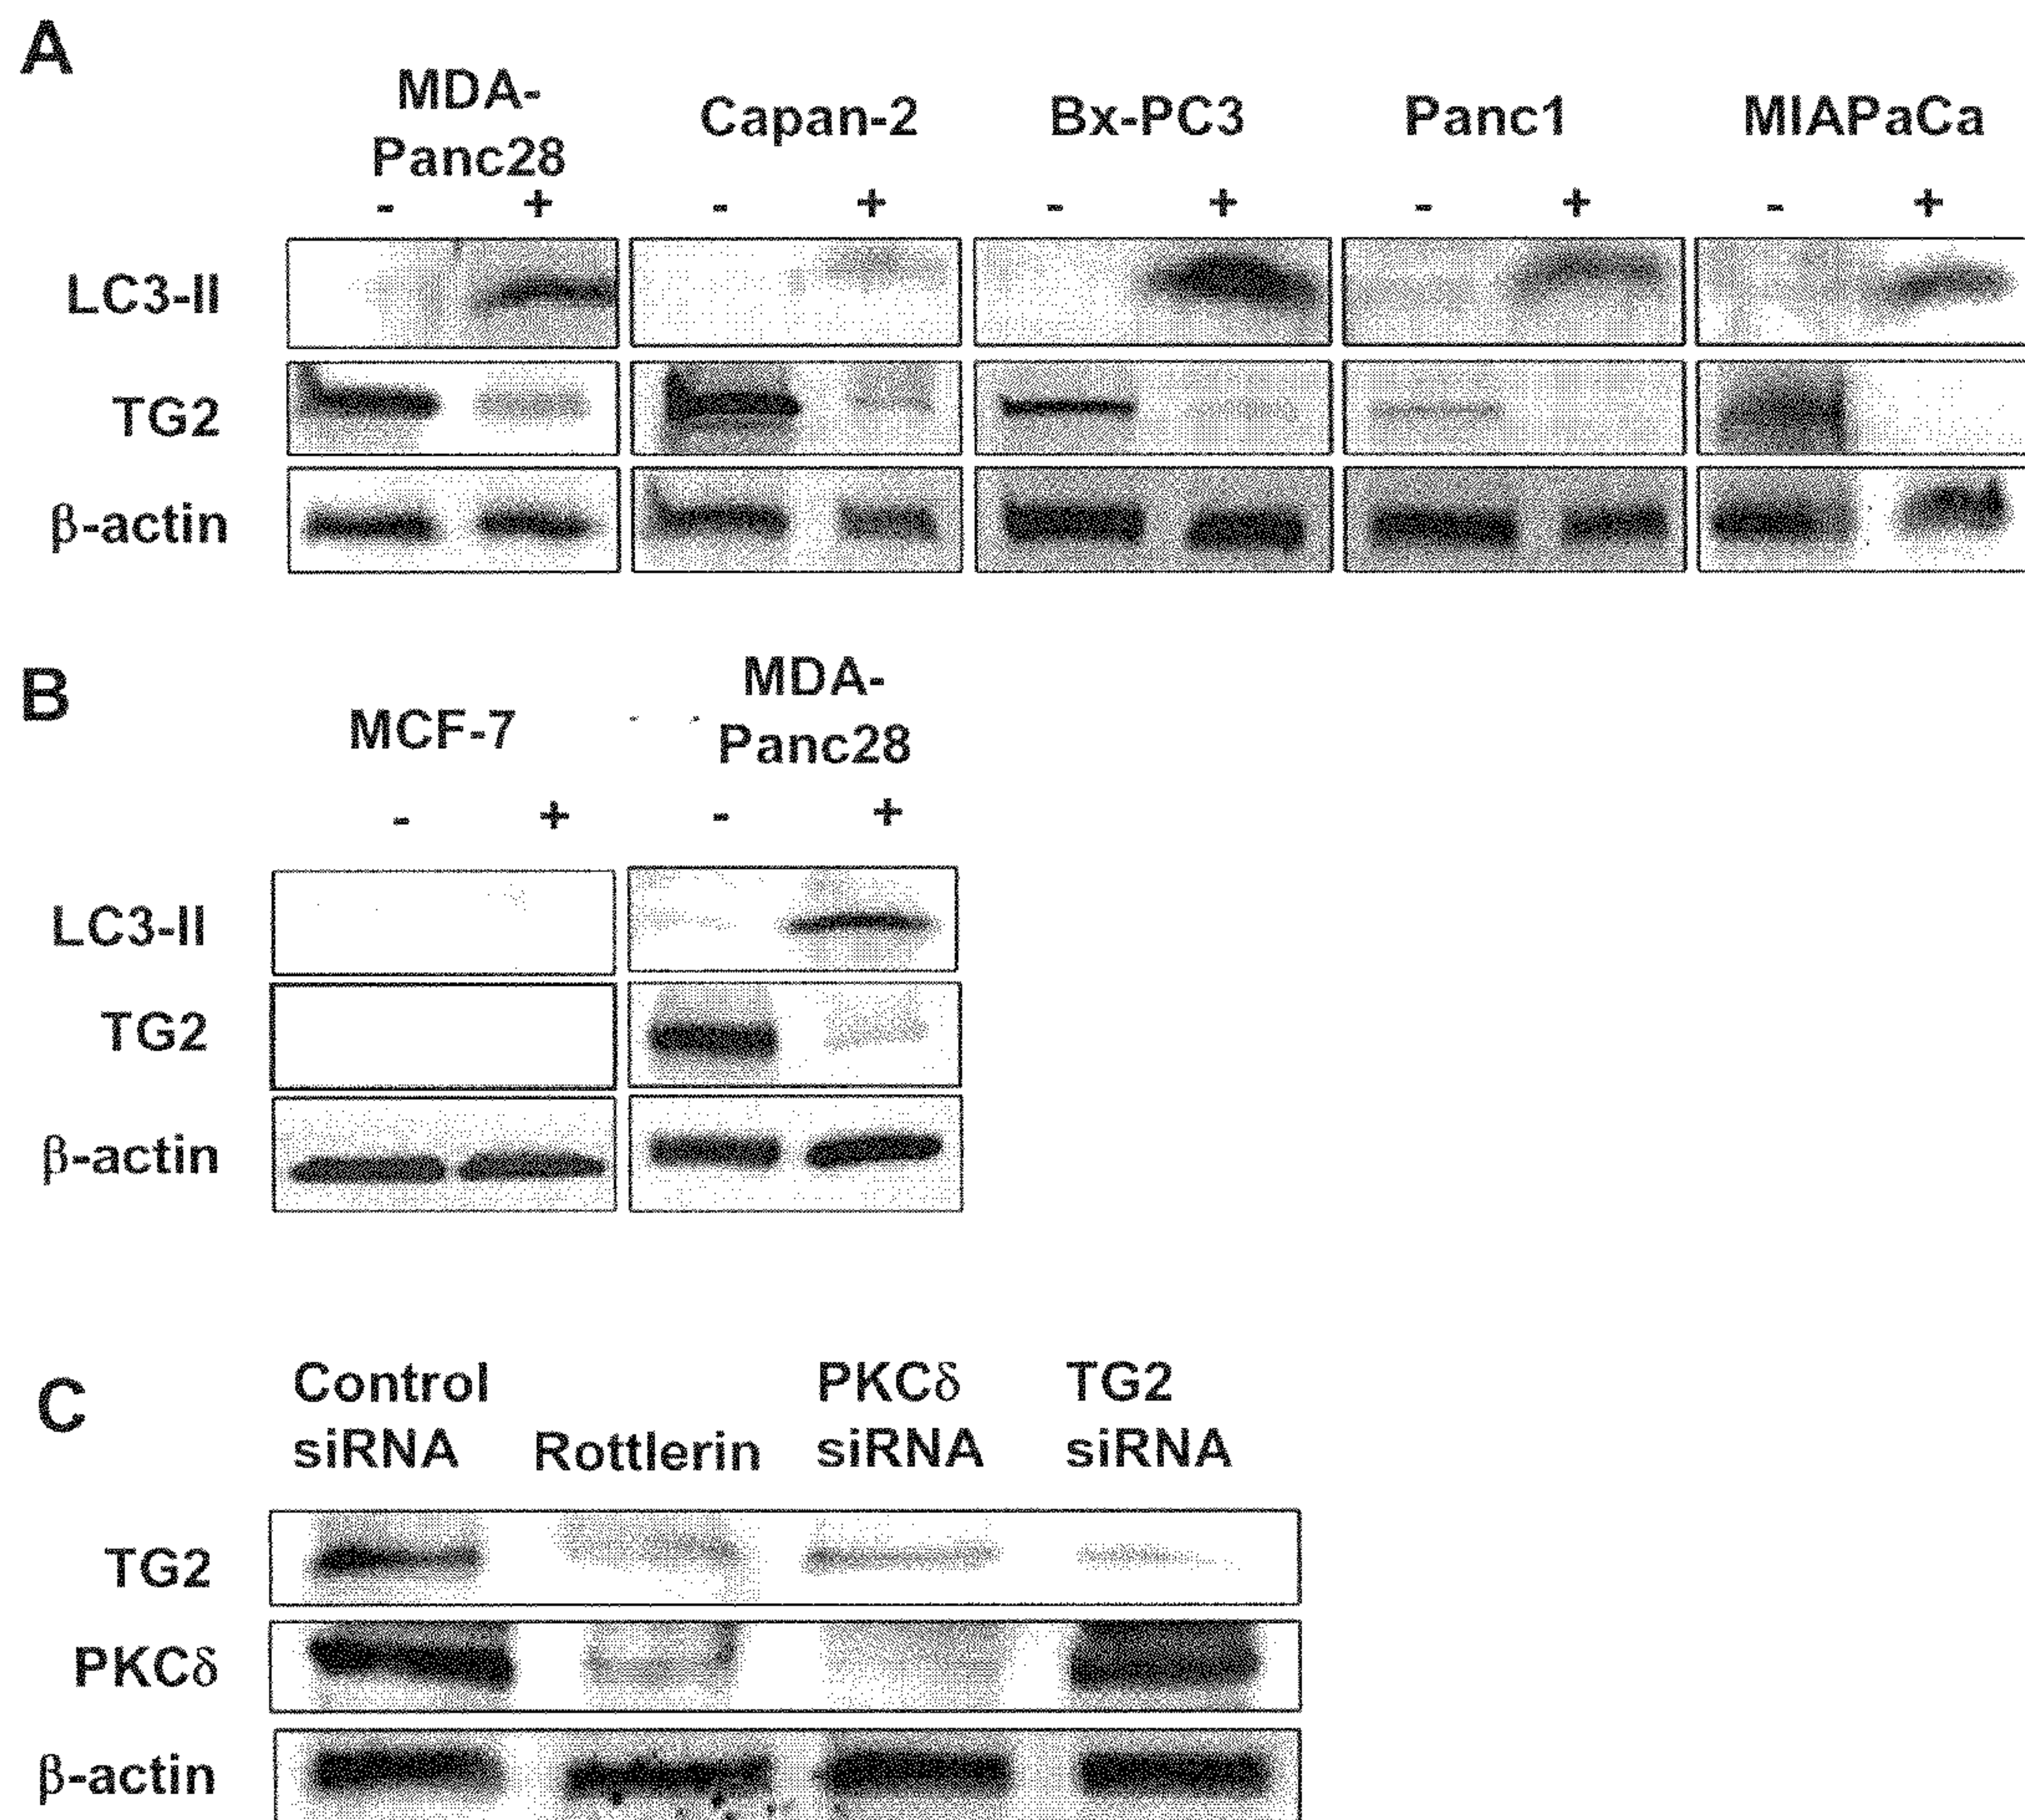 A
MDA-
Panc28
Capan-2
Bx-PC3
Panc1
MIAPaCa
- + - + - + - + - +
LC3-II
TG2
β-actin
B
MCF-7
MDA-
Panc28
- + - +
LC3-II
TG2
β-actin
C
Control
siRNA
Rottlerin
PKCδ
siRNA
TG2
siRNA
TG2
PKCδ
β-actin